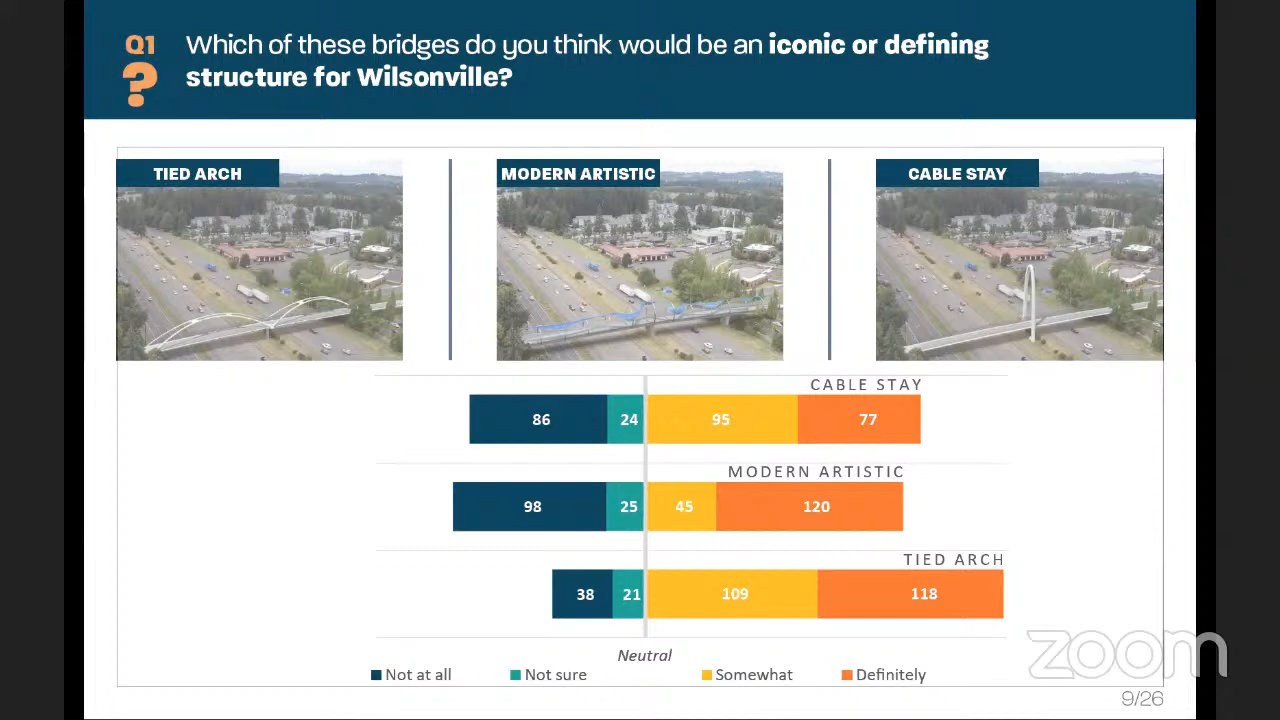 Q1
?
Which of these bridges do you think would be an iconic or defining
structure for Wilsonville?
TIED ARCH
MODERN ARTISTIC
CABLE STAY
CABLE STAY
86 24 95 77
MODERN ARTISTIC
98 25 45 120
TIED ARCH
38 21 109 118
Neutral
Not at all Not sure Somewhat Definitely
zoom
9/26